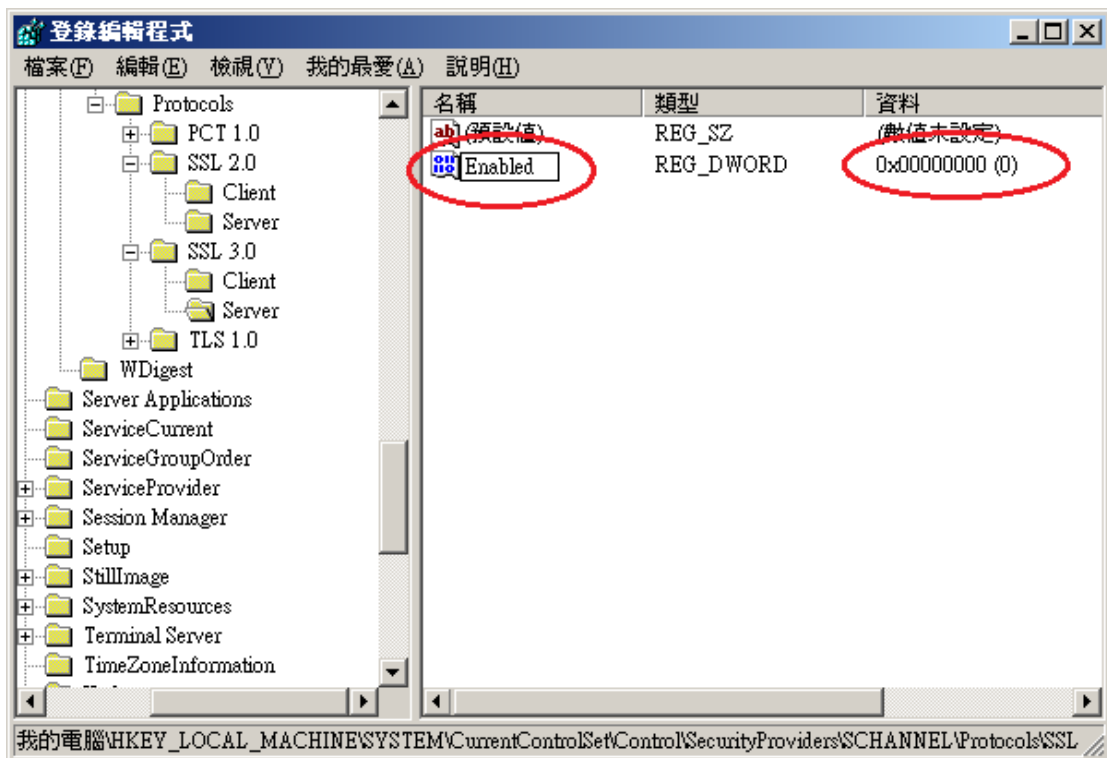 登錄編輯程式
檔案(F) 編輯(E) 檢視(V) 我的最愛(A) 説明(H)
Protocols
PCT 1.0
SSL 2.0
Client
Server
SSL 3.0
Client
Server
TLS 1.0
WDigest
Server Applications
ServiceCurrent
ServiceGroupOrder
ServiceProvider
Session Manager
Setup
StillImage
SystemResources
Terminal Server
TimeZoneInformation
名稱 類型 資料
(預設值) REG_SZ (數值未設定)
Enabled REG_DWORD 0x00000000 (0)
我的電腦\HKEY_LOCAL_MACHINE\SYSTEM\CurrentControlSet\Control\SecurityProviders\SCHANNEL\Protocols\SSL